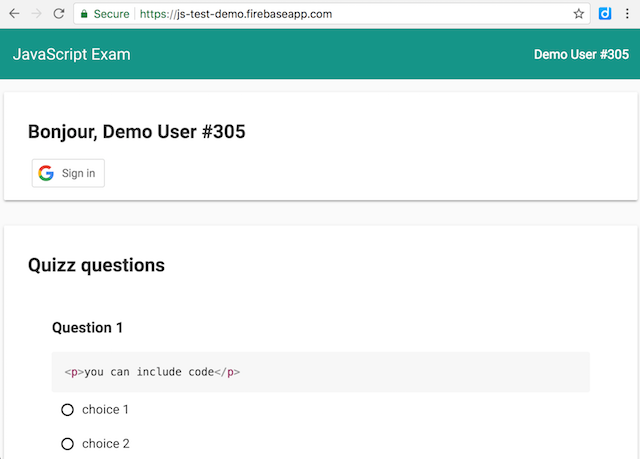 Secure https://js-test-demo.firebaseapp.com
JavaScript Exam Demo User #305
Bonjour, Demo User #305
Sign in
Quizz questions
Question 1
<p>you can include code</p>
choice 1
choice 2